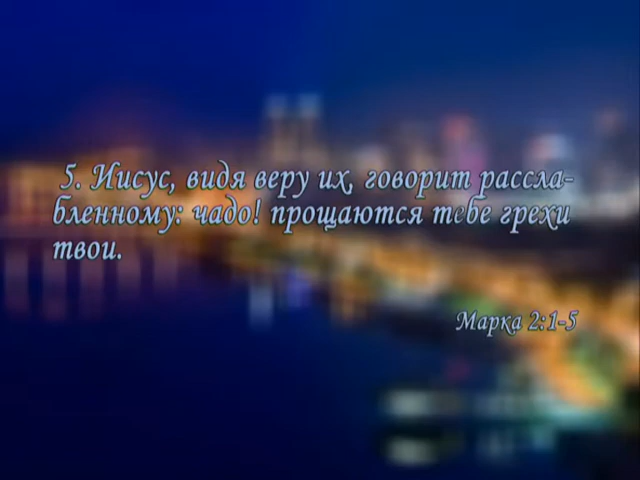 5. Иисус, видя веру их, говорит рассла-
бленному: чадо! прощаются тебе грехи
твои.
Марка 2:1-5